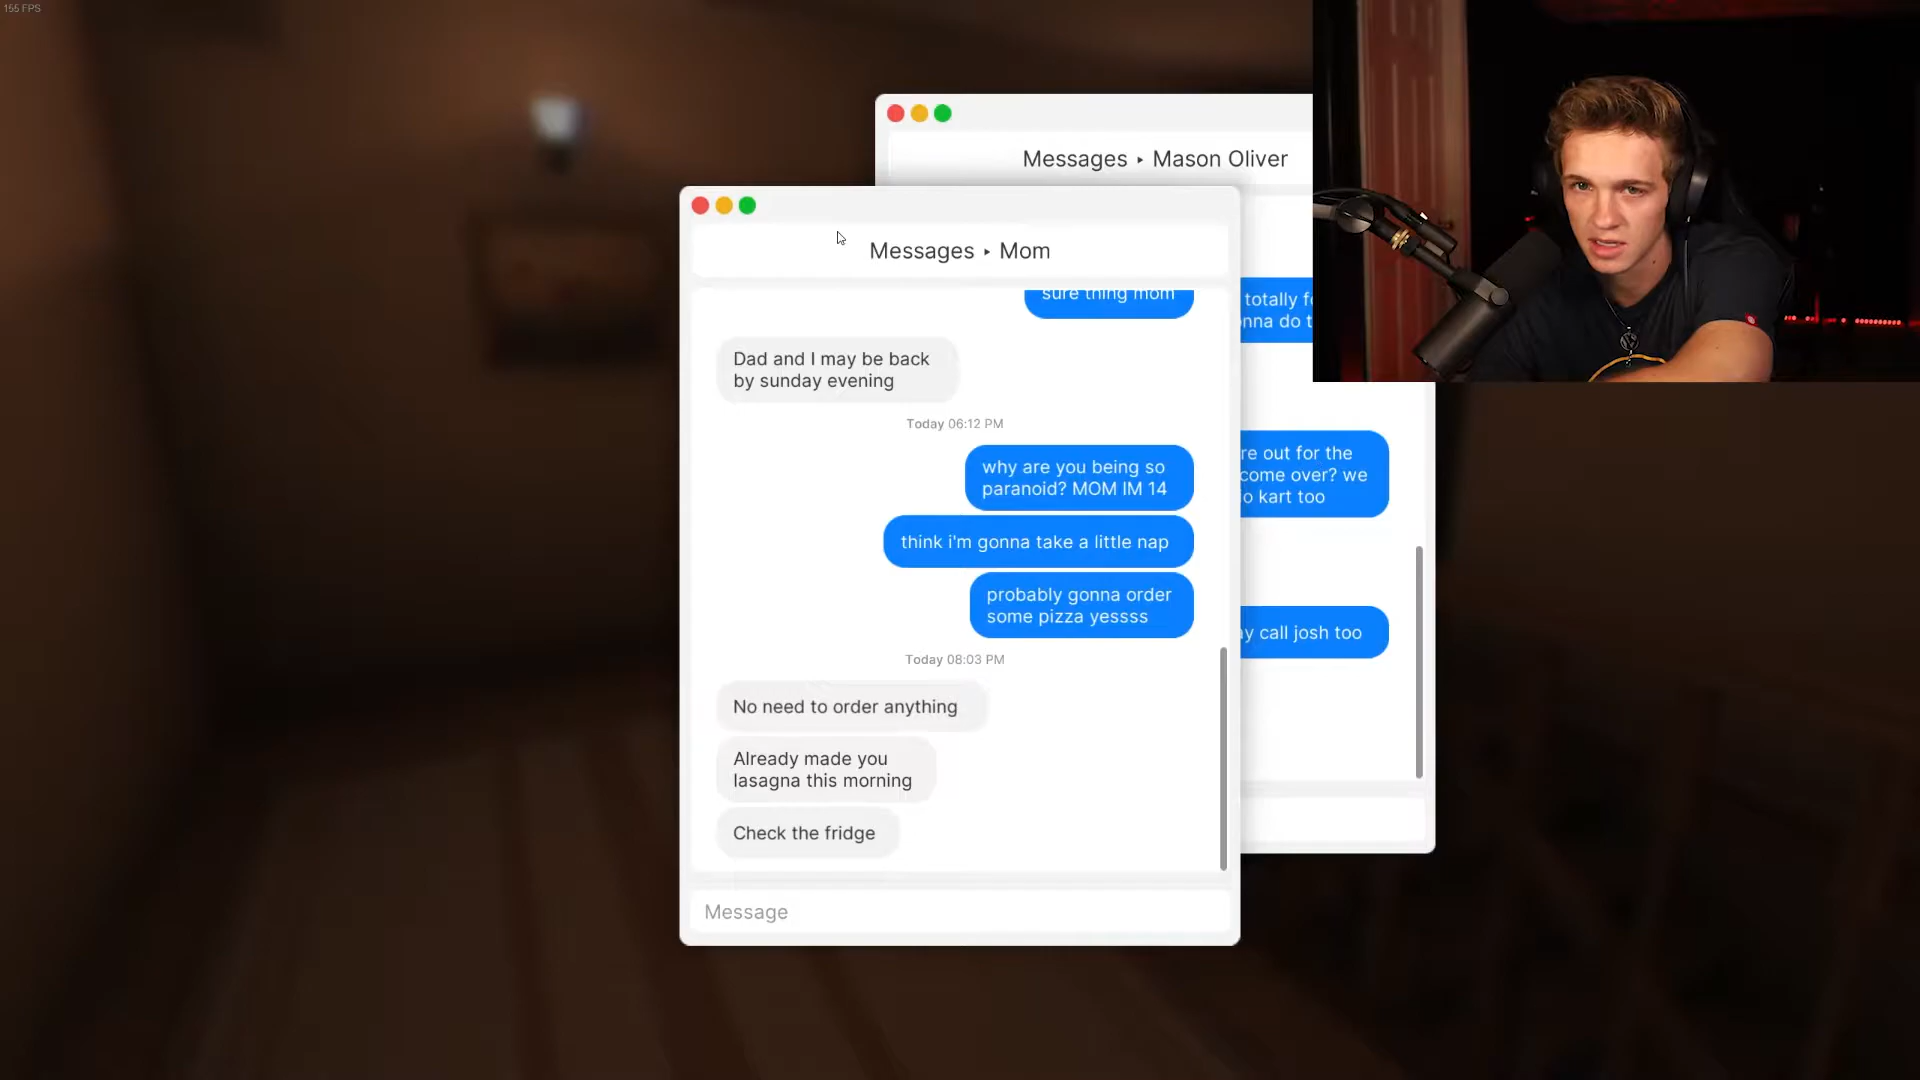 155 FPS
Messages ▸ Mason Oliver
Messages ▸ Mom
sure thing mom
Dad and I may be back
by sunday evening
Today 06:12 PM
why are you being so
paranoid? MOM IM 14
think i'm gonna take a little nap
probably gonna order
some pizza yessss
Today 08:03 PM
No need to order anything
Already made you
lasagna this morning
Check the fridge
Message
totally
do
out for the
come over? we
kart too
call josh too